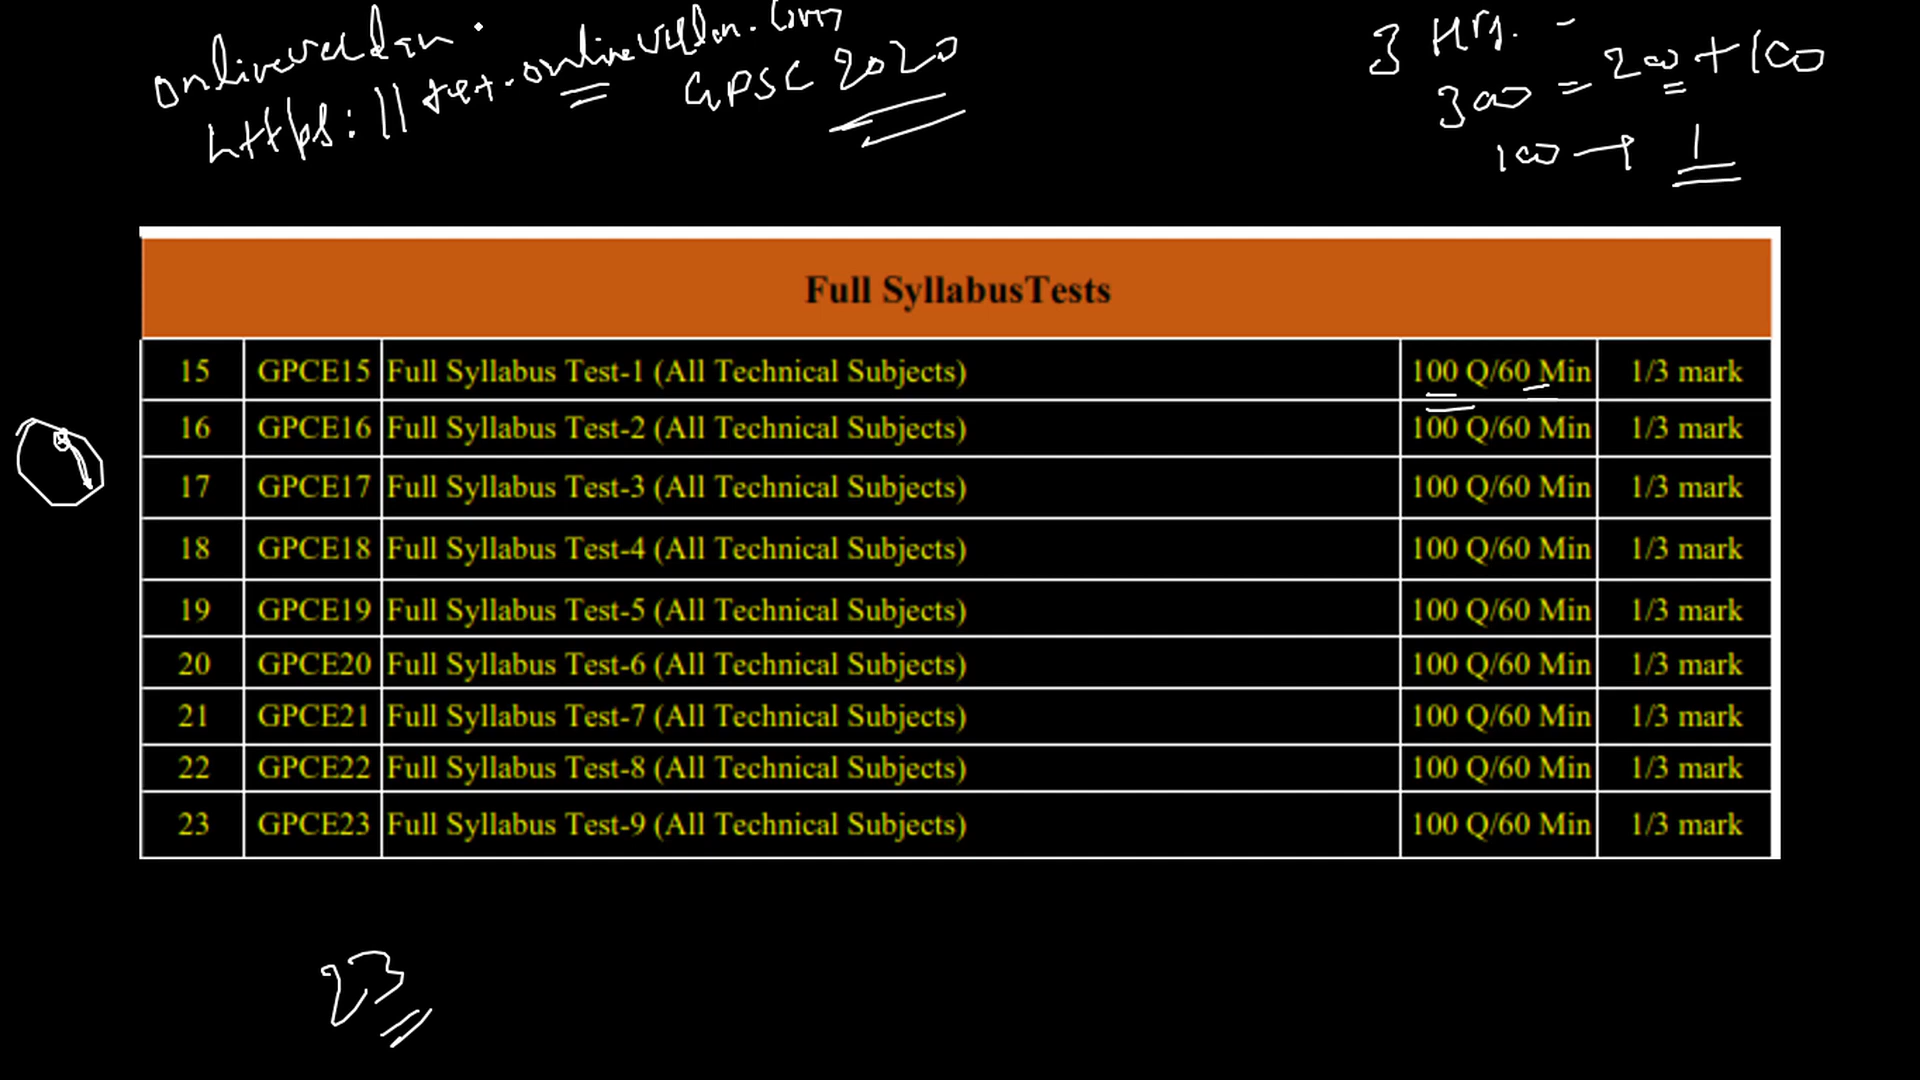 onlineverdan.
https://test.onlineverdan.com
GPSC 2020
3 Hrs. -
300 = 200 + 100
100 → 1
Full SyllabusTests
15 GPCE15 Full Syllabus Test-1 (All Technical Subjects) 100 Q/60 Min 1/3 mark
16 GPCE16 Full Syllabus Test-2 (All Technical Subjects) 100 Q/60 Min 1/3 mark
17 GPCE17 Full Syllabus Test-3 (All Technical Subjects) 100 Q/60 Min 1/3 mark
18 GPCE18 Full Syllabus Test-4 (All Technical Subjects) 100 Q/60 Min 1/3 mark
19 GPCE19 Full Syllabus Test-5 (All Technical Subjects) 100 Q/60 Min 1/3 mark
20 GPCE20 Full Syllabus Test-6 (All Technical Subjects) 100 Q/60 Min 1/3 mark
21 GPCE21 Full Syllabus Test-7 (All Technical Subjects) 100 Q/60 Min 1/3 mark
22 GPCE22 Full Syllabus Test-8 (All Technical Subjects) 100 Q/60 Min 1/3 mark
23 GPCE23 Full Syllabus Test-9 (All Technical Subjects) 100 Q/60 Min 1/3 mark
23